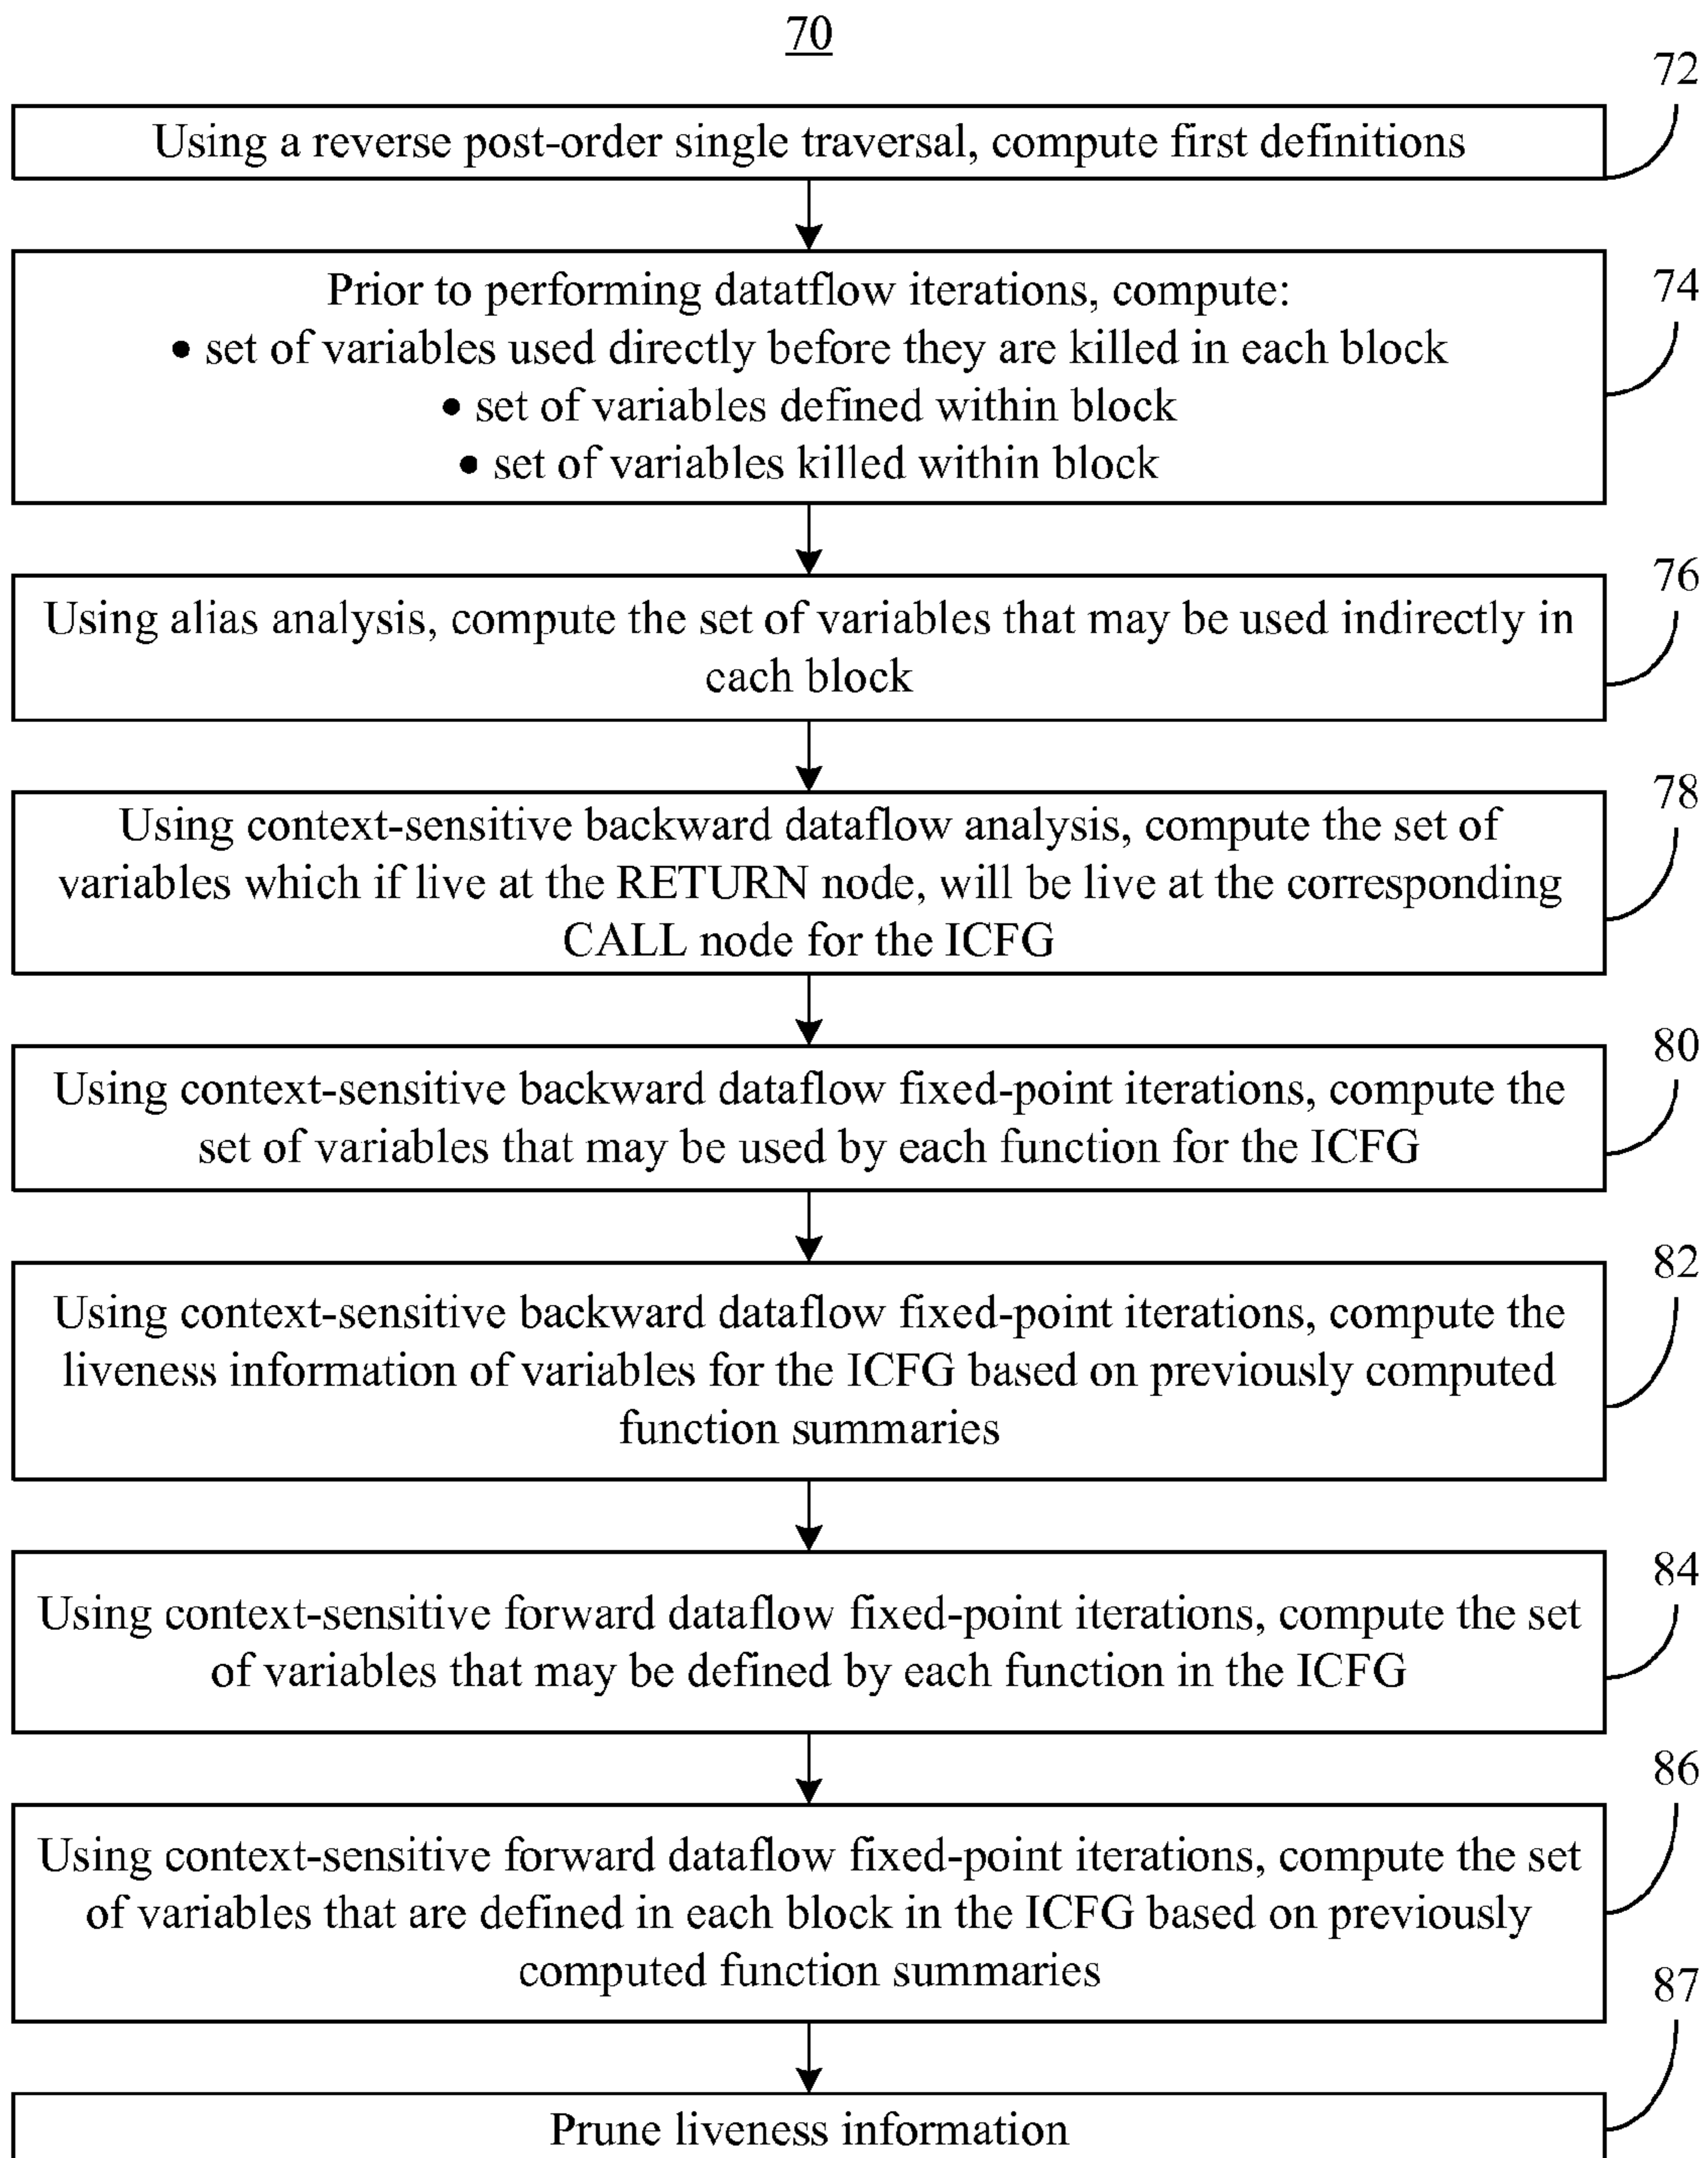 70
72
Using a reverse post-order single traversal, compute first definitions
74
Prior to performing datatflow iterations, compute:
• set of variables used directly before they are killed in each block
• set of variables defined within block
• set of variables killed within block
76
Using alias analysis, compute the set of variables that may be used indirectly in
each block
78
Using context-sensitive backward dataflow analysis, compute the set of
variables which if live at the RETURN node, will be live at the corresponding
CALL node for the ICFG
80
Using context-sensitive backward dataflow fixed-point iterations, compute the
set of variables that may be used by each function for the ICFG
82
Using context-sensitive backward dataflow fixed-point iterations, compute the
liveness information of variables for the ICFG based on previously computed
function summaries
84
Using context-sensitive forward dataflow fixed-point iterations, compute the set
of variables that may be defined by each function in the ICFG
86
Using context-sensitive forward dataflow fixed-point iterations, compute the set
of variables that are defined in each block in the ICFG based on previously
computed function summaries
87
Prune liveness information